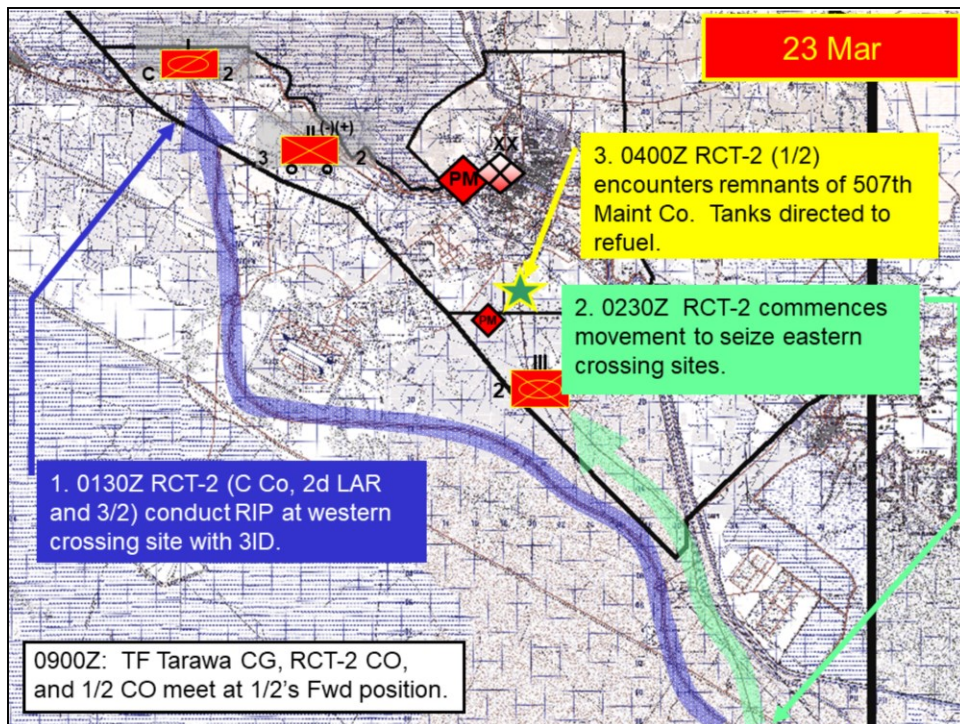 23 Mar
I
C 2
II (-)(+)
3 2
XX
PM
3. 0400Z RCT-2 (1/2)
encounters remnants of 507th
Maint Co.  Tanks directed to
refuel.
PM
2. 0230Z  RCT-2 commences
movement to seize eastern
crossing sites.
III
2
1. 0130Z RCT-2 (C Co, 2d LAR
and 3/2) conduct RIP at western
crossing site with 3ID.
0900Z:  TF Tarawa CG, RCT-2 CO,
and 1/2 CO meet at 1/2's Fwd position.